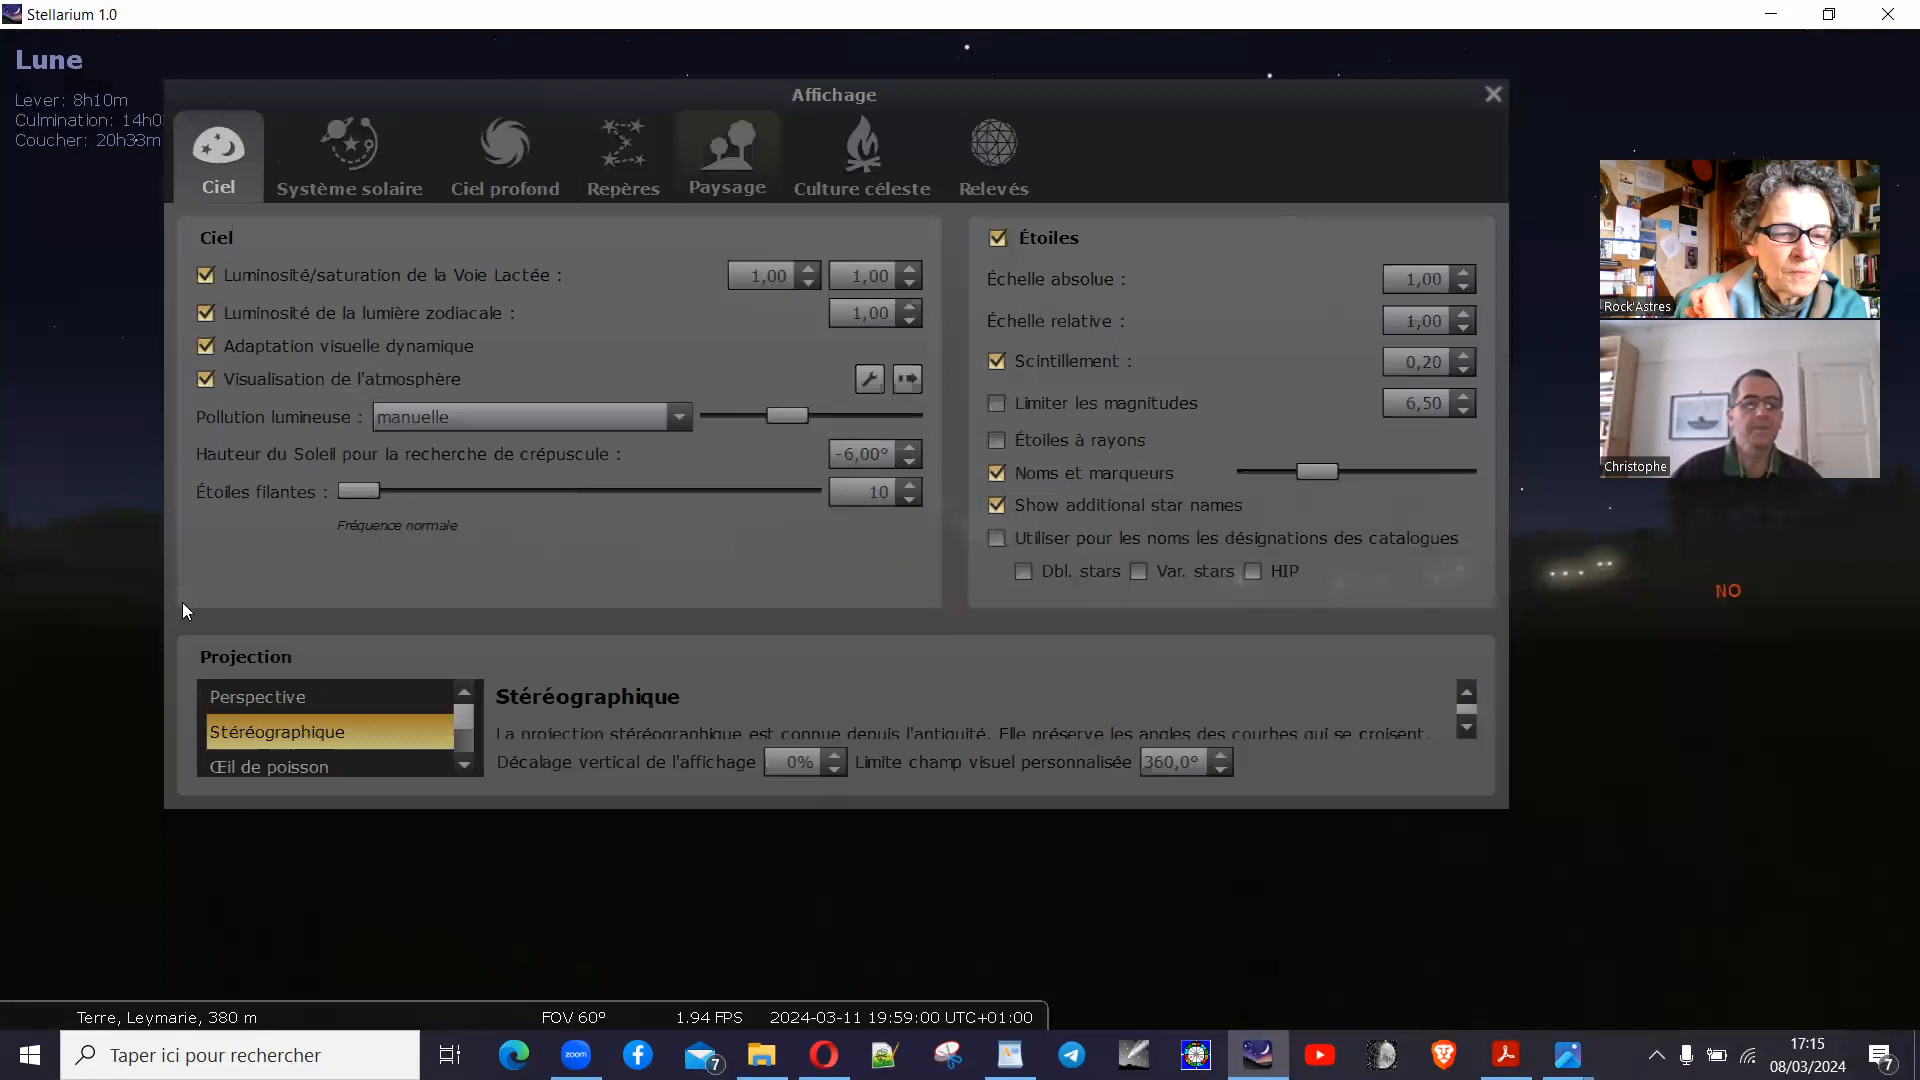 Stellarium 1.0
Lune
Lever: 8h10m
Culmination: 14h0
Coucher: 20h33m
Affichage
Ciel
Système solaire
Ciel profond
Repères
Paysage
Culture céleste
Relevés
Ciel
Luminosité/saturation de la Voie Lactée : 1,00 1,00
Luminosité de la lumière zodiacale : 1,00
Adaptation visuelle dynamique
Visualisation de l'atmosphère
Pollution lumineuse : manuelle
Hauteur du Soleil pour la recherche de crépuscule : -6,00°
Étoiles filantes : 10
Fréquence normale
Étoiles
Échelle absolue : 1,00
Échelle relative : 1,00
Scintillement : 0,20
Limiter les magnitudes 6,50
Étoiles à rayons
Noms et marqueurs
Show additional star names
Utiliser pour les noms les désignations des catalogues
Dbl. stars Var. stars HIP
Projection
Perspective
Stéréographique
Œil de poisson
Stéréographique
La projection stéréographique est connue depuis l'antiquité. Elle préserve les angles des courbes qui se croisent,
Décalage vertical de l'affichage 0% Limite champ visuel personnalisée 360,0°
Rock'Astres
Christophe
NO
Terre, Leymarie, 380 m FOV 60° 1.94 FPS 2024-03-11 19:59:00 UTC+01:00
Taper ici pour rechercher
zoom
7
17:15
08/03/2024
7